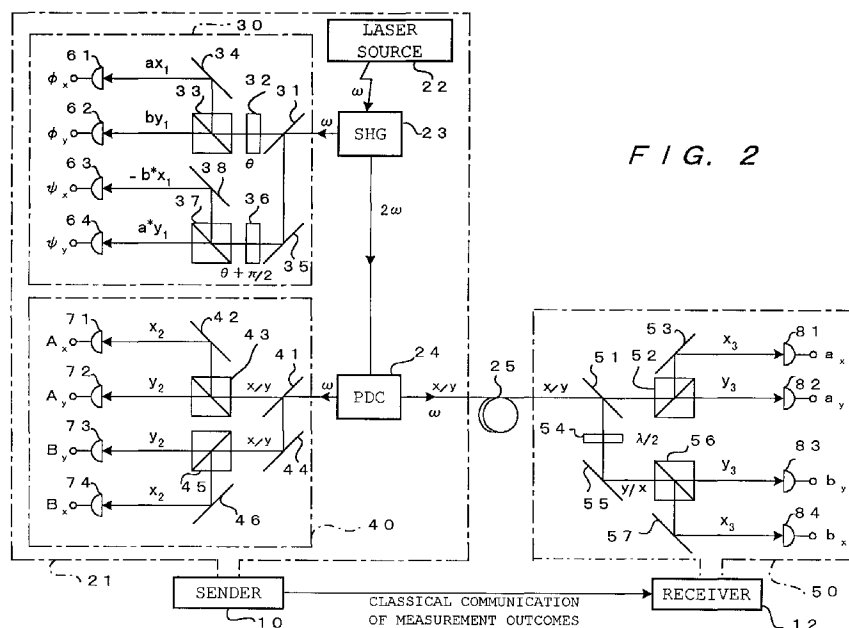 30
LASER SOURCE
22
ω
SHG
23
FIG. 2
61
ϕx
ax₁
34
62
ϕy
by₁
33
32
31
θ
ω
63
ψx
-b*x₁
38
64
ψy
a*y₁
37
36
35
θ+π/2
2ω
71
Ax
x₂
42
43
41
72
Ay
y₂
x/y
ω
24
PDC
x/y
ω
25
x/y
73
By
y₂
x/y
44
45
74
Bx
x₂
46
40
51
53
52
x₃
81
ax
y₃
82
ay
54
λ/2
56
55
y/x
y₃
83
by
57
x₃
84
bx
50
21
SENDER
10
CLASSICAL COMMUNICATION
OF MEASUREMENT OUTCOMES
RECEIVER
12